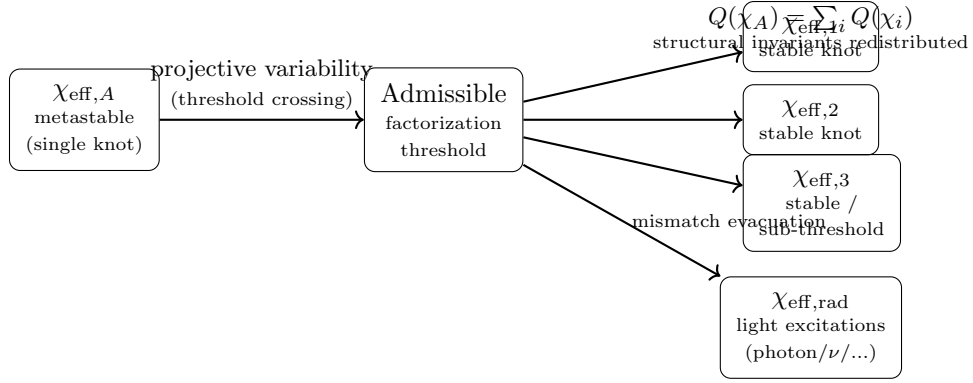 χeff,A
metastable
(single knot)
projective variability
(threshold crossing)
Admissible
factorization
threshold
Q(χA) = ∑i Q(χi)
structural invariants redistributed
χeff,1
stable knot
χeff,2
stable knot
χeff,3
stable /
sub-threshold
mismatch evacuation
χeff,rad
light excitations
(photon/ν/...)